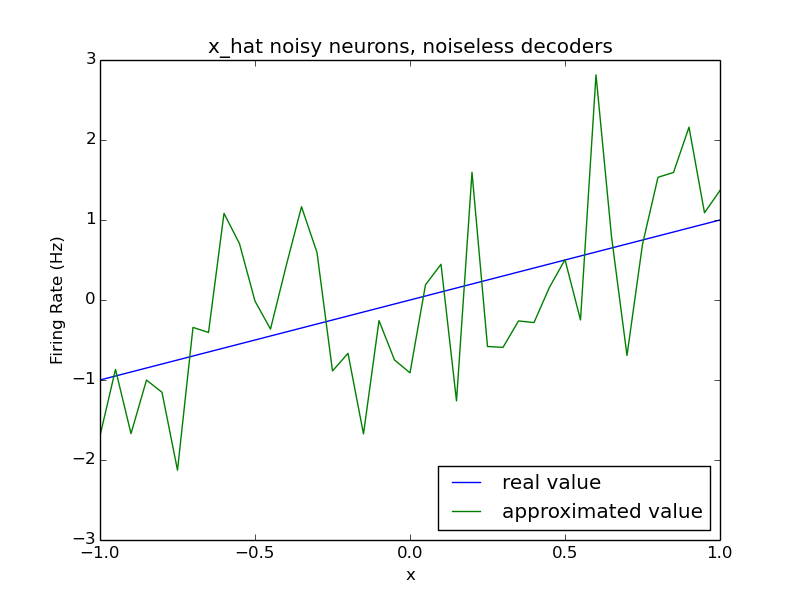 x_hat noisy neurons, noiseless decoders
3
2
1
0
−1
−2
−3
Firing Rate (Hz)
real value
approximated value
−1.0 −0.5 0.0 0.5 1.0
x